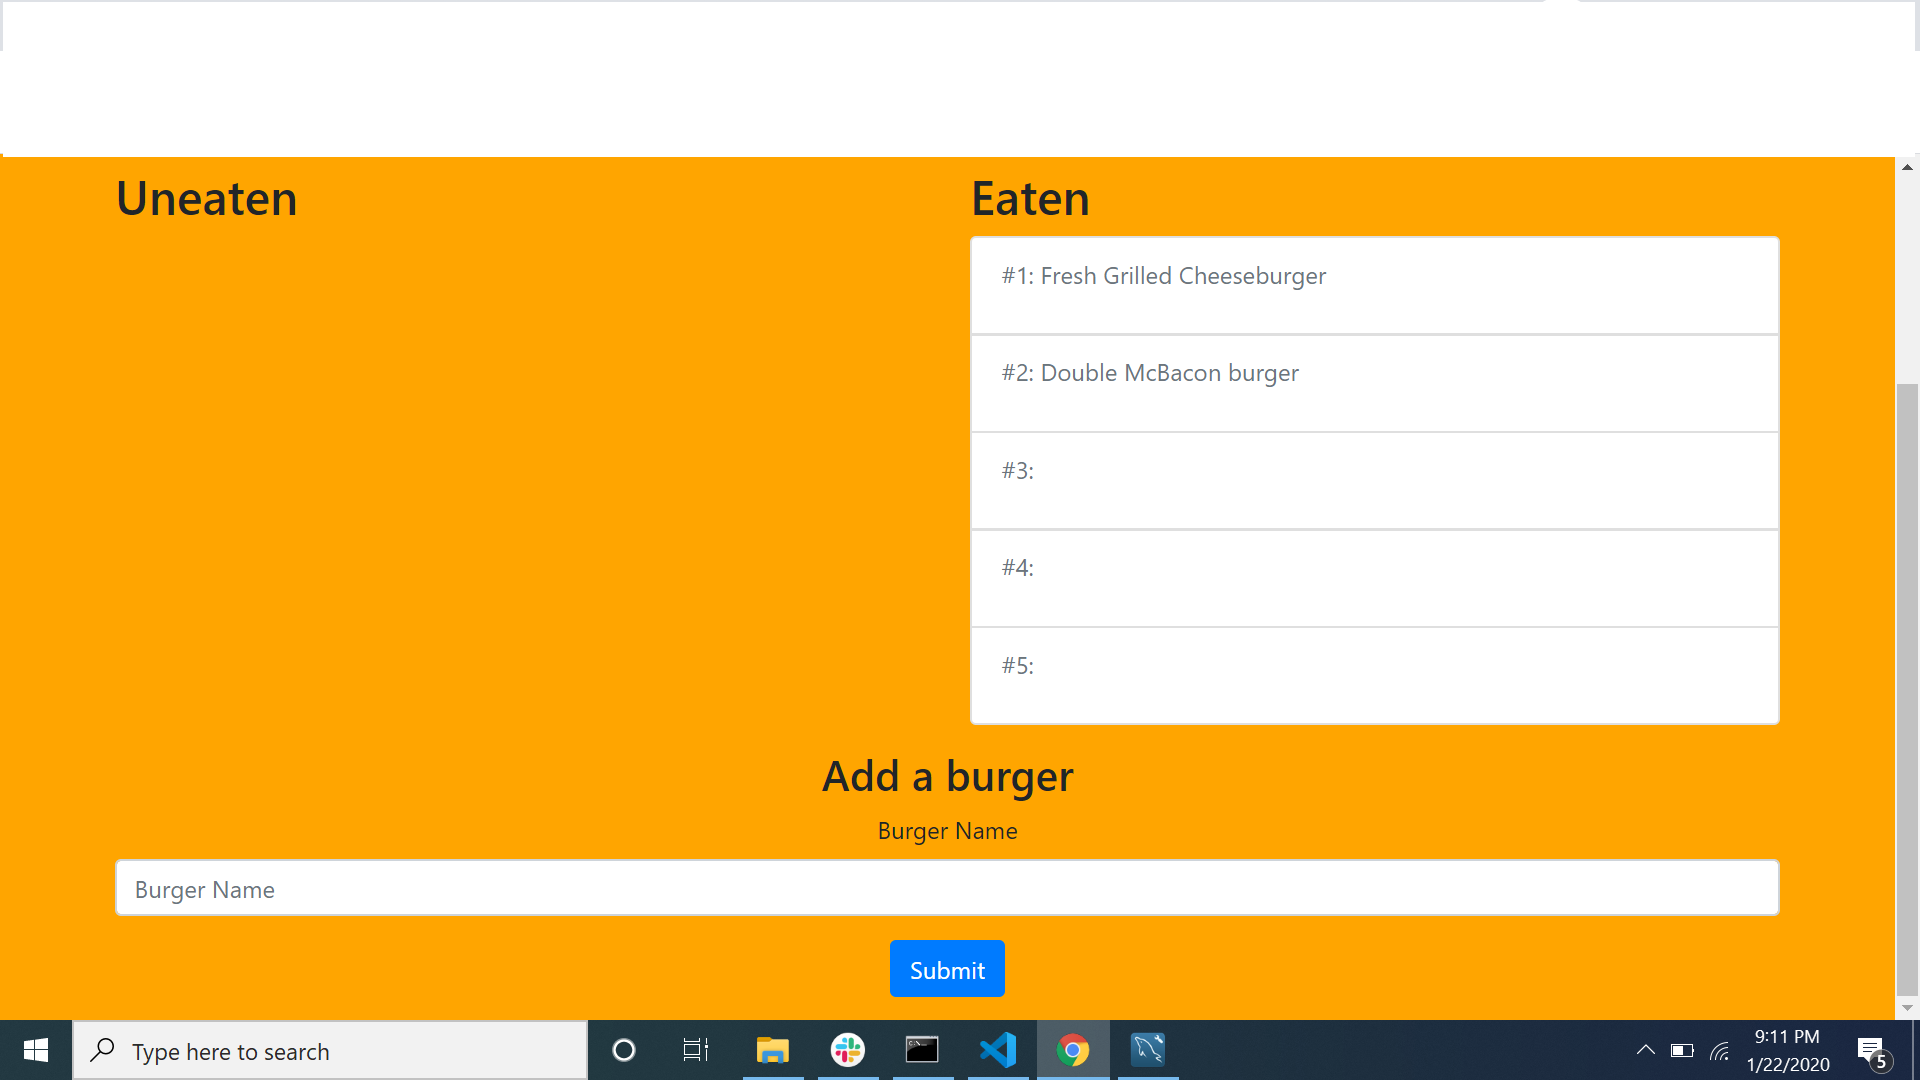 Uneaten
Eaten
#1: Fresh Grilled Cheeseburger
#2: Double McBacon burger
#3:
#4:
#5:
Add a burger
Burger Name
Burger Name
Submit
Type here to search
9:11 PM
1/22/2020
5